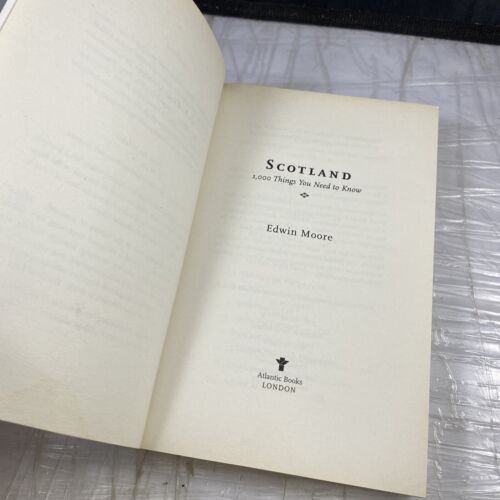 SCOTLAND
1,000 Things You Need to Know
Edwin Moore
Atlantic Books
LONDON